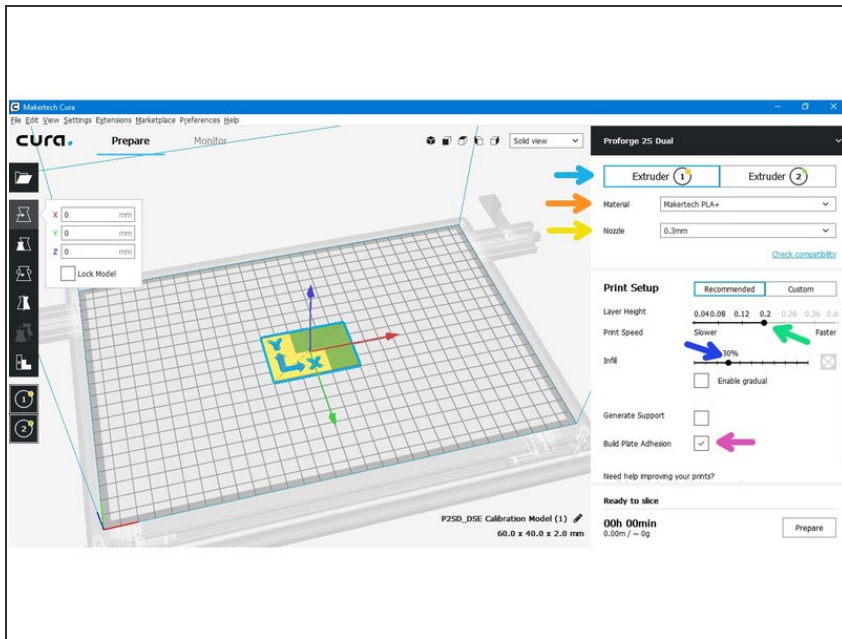 Makertech Cura
File Edit View Settings Extensions Marketplace Preferences Help
cura. Prepare Monitor Solid view
Proforge 2S Dual
Extruder 1 Extruder 2
Material Makertech PLA+
Nozzle 0.3mm
Check compatibility
X 0 mm
Y 0 mm
Z 0 mm
Lock Model
Print Setup Recommended Custom
Layer Height 0.04 0.08 0.12 0.2 0.28 0.36 0.6
Print Speed Slower Faster
Infill 30%
Enable gradual
Generate Support
Build Plate Adhesion
Need help improving your prints?
Y X
1
2
Ready to slice
P2SD_DSE Calibration Model (1)
60.0 x 40.0 x 2.0 mm
00h 00min
0.00m / ~ 0g
Prepare